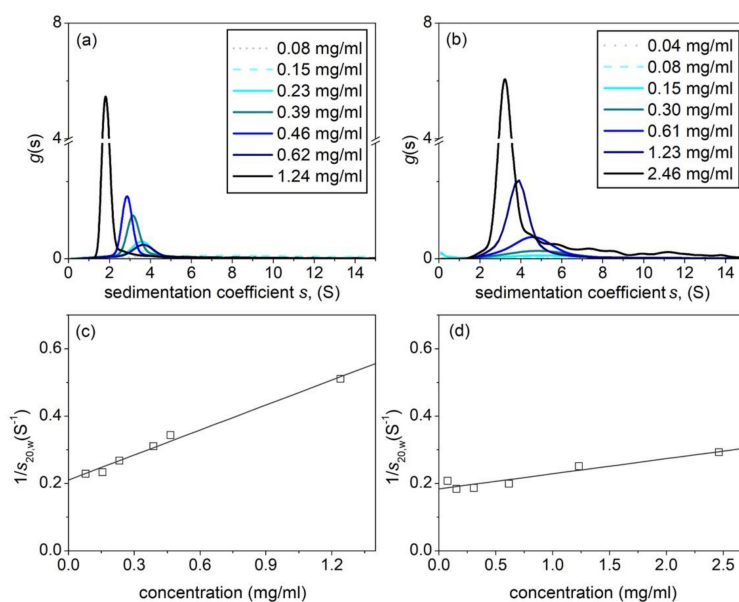 (a)
8
4
0
g(s)
0.08 mg/ml
0.15 mg/ml
0.23 mg/ml
0.39 mg/ml
0.46 mg/ml
0.62 mg/ml
1.24 mg/ml
0 2 4 6 8 10 12 14
sedimentation coefficient s, (S)
(b)
8
4
0
g(s)
0.04 mg/ml
0.08 mg/ml
0.15 mg/ml
0.30 mg/ml
0.61 mg/ml
1.23 mg/ml
2.46 mg/ml
0 2 4 6 8 10 12 14
sedimentation coefficient s, (S)
(c)
0.6
0.4
0.2
0.0
1/s20,w(S-1)
0.0 0.3 0.6 0.9 1.2
concentration (mg/ml)
(d)
0.6
0.4
0.2
0.0
1/s20,w(S-1)
0.0 0.5 1.0 1.5 2.0 2.5
concentration (mg/ml)